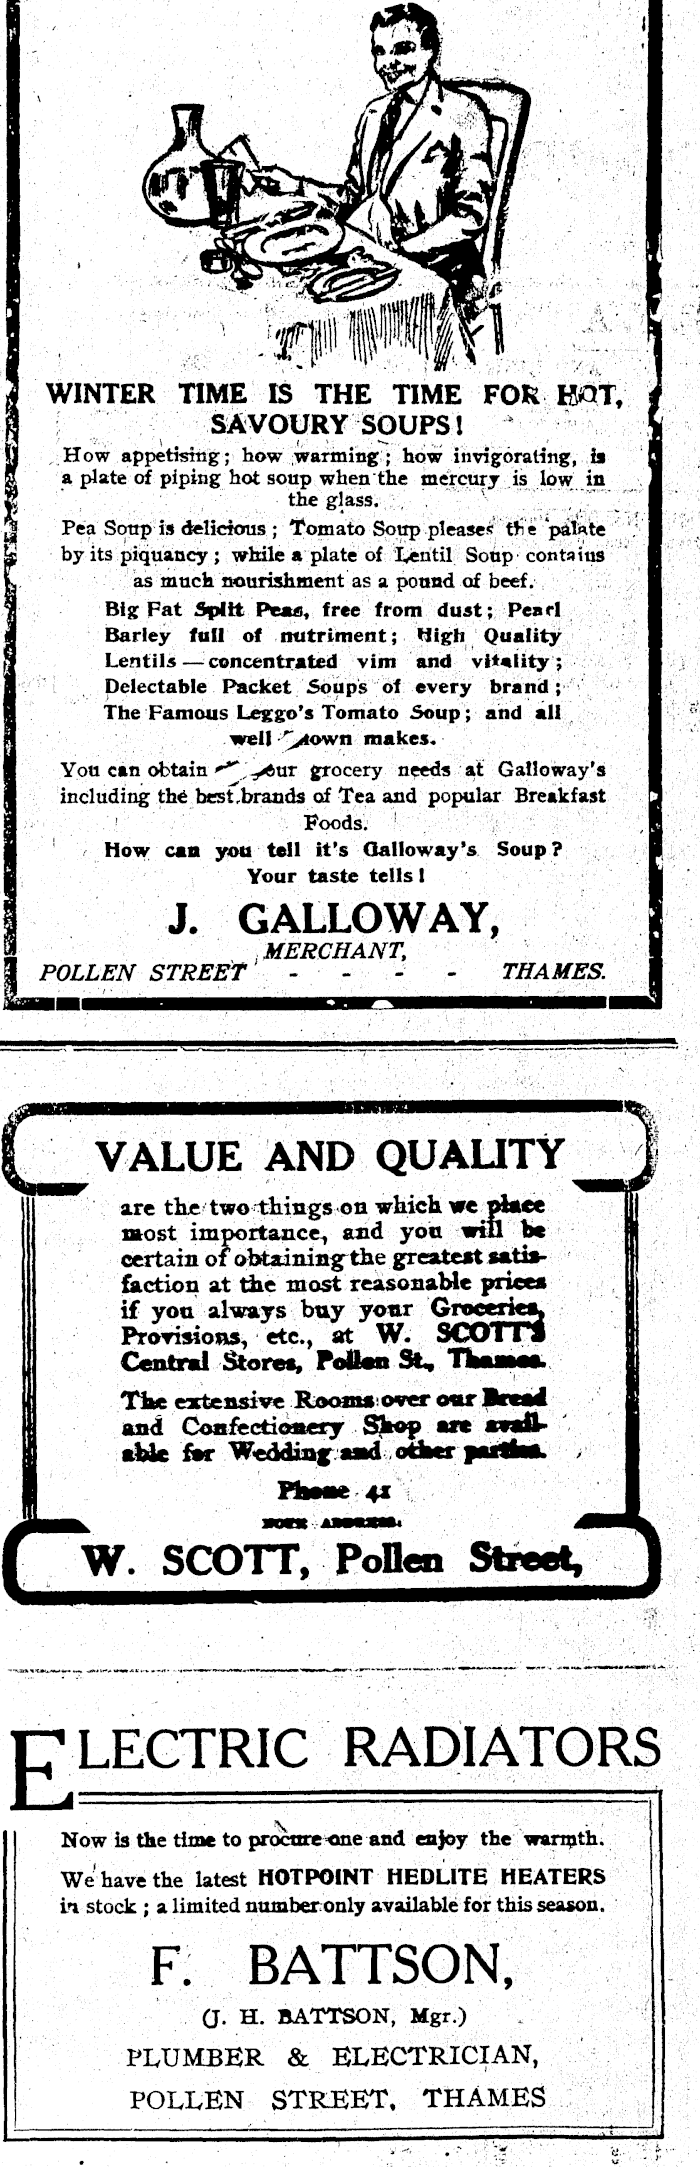 WINTER TIME IS THE TIME FOR HOT,
SAVOURY SOUPS!
How appetising; how warming; how invigorating, is
a plate of piping hot soup when the mercury is low in
the glass.
Pea Soup is delicious; Tomato Soup pleases the palate
by its piquancy; while a plate of Lentil Soup contains
as much nourishment as a pound of beef.
Big Fat Split Peas, free from dust; Pearl
Barley full of nutriment; High Quality
Lentils — concentrated vim and vitality;
Delectable Packet Soups of every brand;
The Famous Leggo's Tomato Soup; and all
well makes.
You can obtain grocery needs at Galloway's
including the best brands of Tea and popular Breakfast
Foods.
How can you tell it's Galloway's Soup?
Your taste tells!
J. GALLOWAY,
MERCHANT,
POLLEN STREET - - - - THAMES.
VALUE AND QUALITY
are the two things on which we place
most importance, and you will be
certain of obtaining the greatest satis-
faction at the most reasonable prices
if you always buy your Groceries,
Provisions, etc., at W. SCOTT'S
Central Stores, Pollen St., Thames.
The extensive Rooms over our Bread
and Confectionery Shop are avail-
able for Wedding and other parties.
Phone 41
NOTE ADDRESS.
W. SCOTT, Pollen Street,
ELECTRIC RADIATORS
Now is the time to procure one and enjoy the warmth.
We have the latest HOTPOINT HEDLITE HEATERS
in stock; a limited number only available for this season.
F. BATTSON,
(J. H. BATTSON, Mgr.)
PLUMBER & ELECTRICIAN,
POLLEN STREET, THAMES